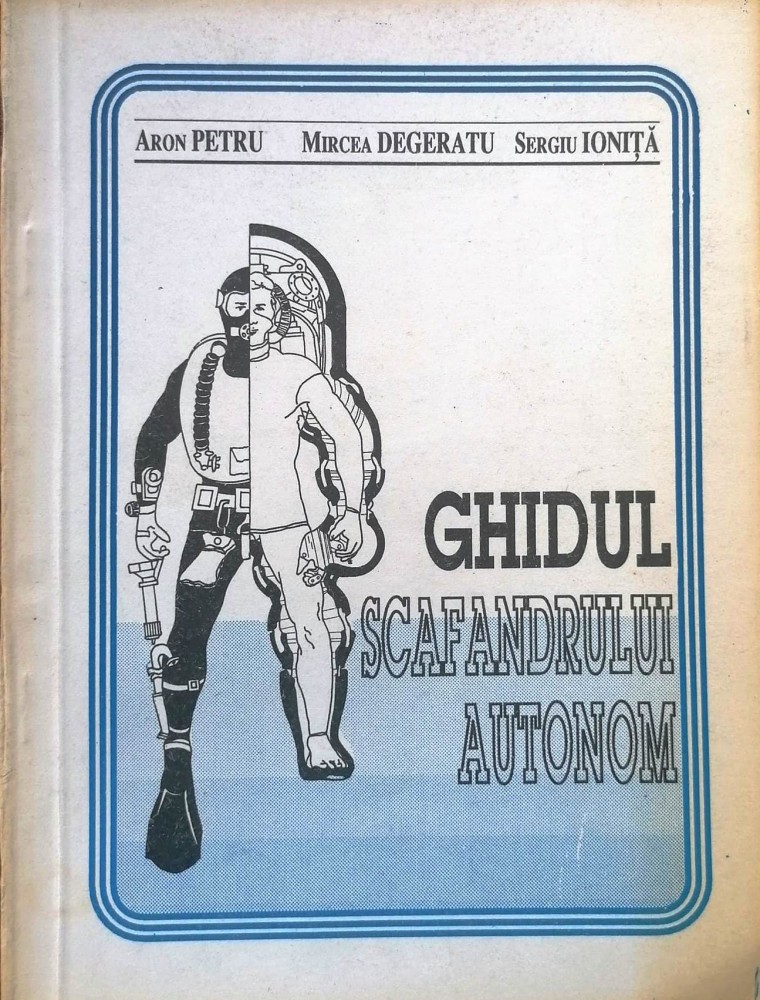 ARON PETRU MIRCEA DEGERATU SERGIU IONIȚĂ
GHIDUL
SCAFANDRULUI
AUTONOM